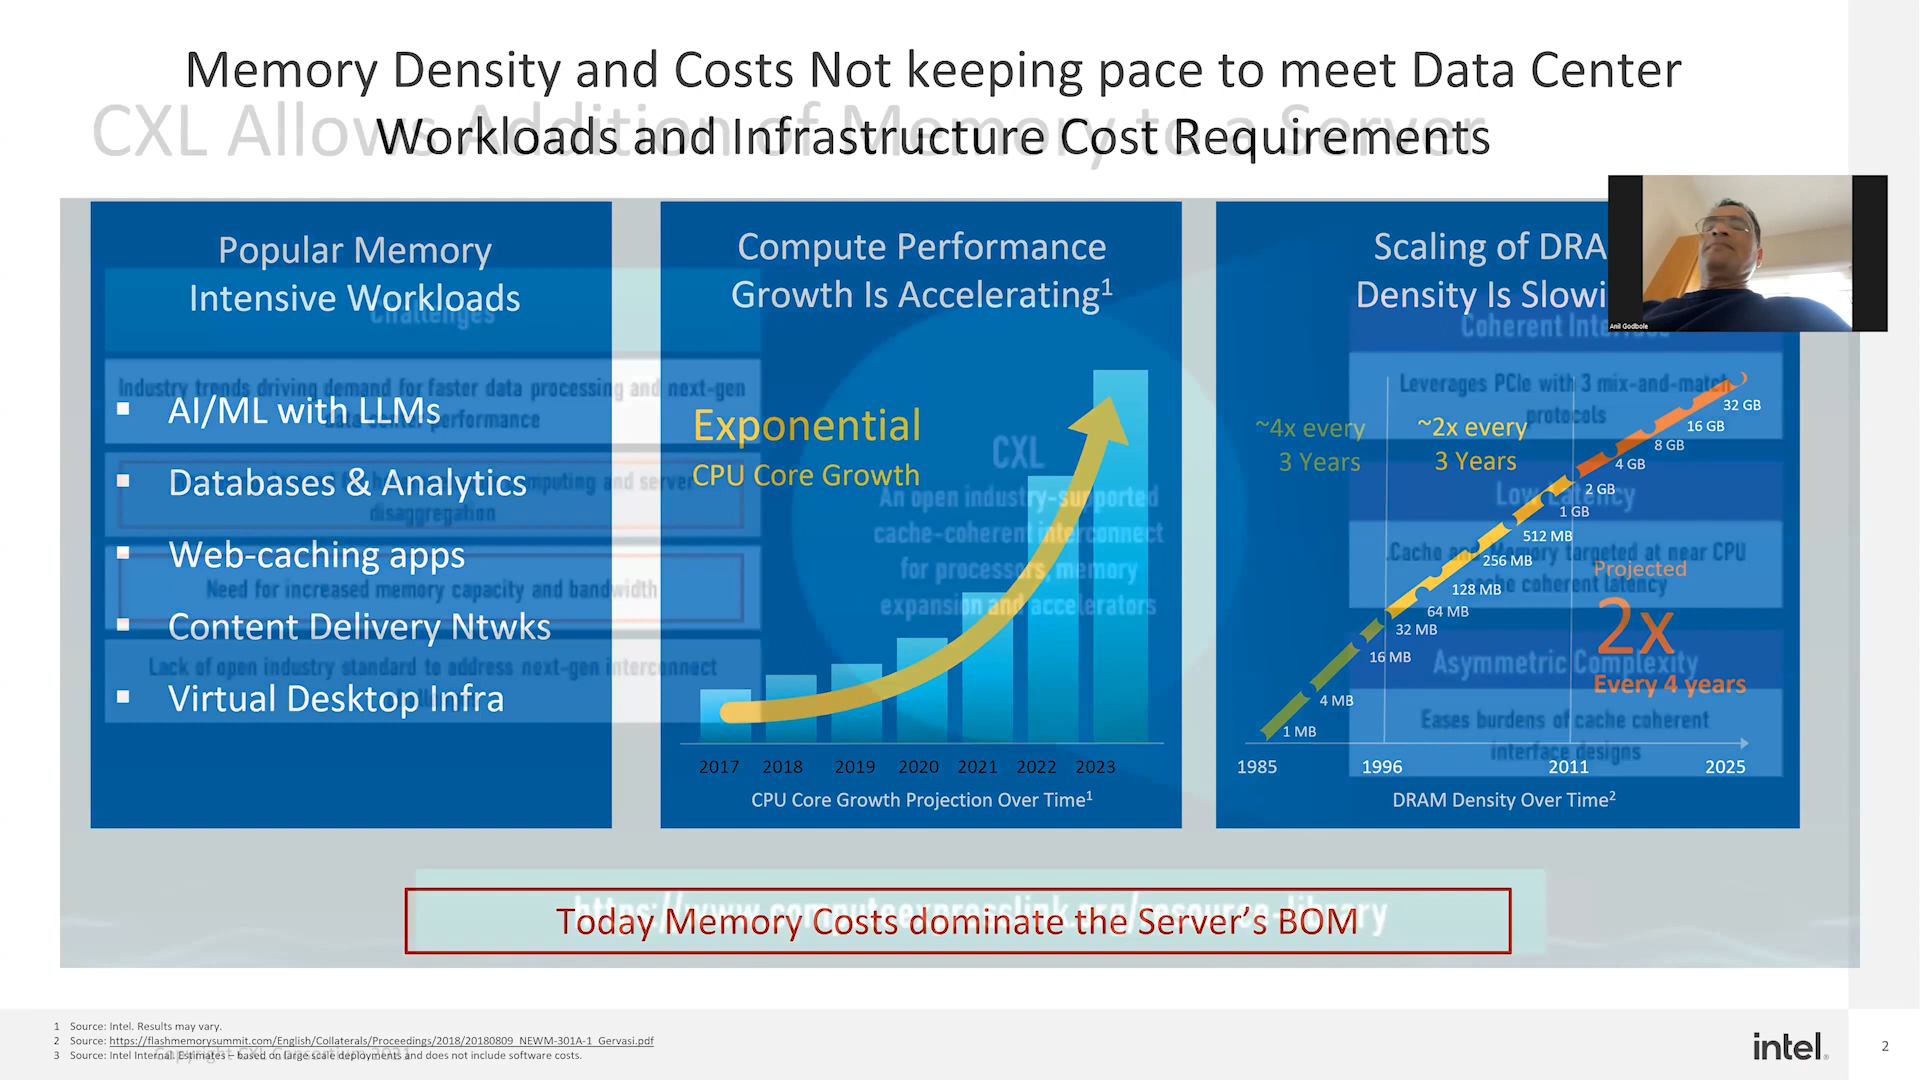 Memory Density and Costs Not keeping pace to meet Data Center
Workloads and Infrastructure Cost Requirements
CXL Allows Addition of Memory to a Server
Popular Memory
Intensive Workloads
Challenges
Industry trends driving demand for faster data processing and next-gen
data center performance
▪ AI/ML with LLMs
▪ Databases & Analytics
computing and server
disaggregation
▪ Web-caching apps
Need for increased memory capacity and bandwidth
▪ Content Delivery Ntwks
Lack of open industry standard to address next-gen interconnect
▪ Virtual Desktop Infra
Compute Performance
Growth Is Accelerating¹
Exponential
CPU Core Growth
CXL
An open industry-supported
cache-coherent interconnect
for processors, memory
expansion and accelerators
2017 2018 2019 2020 2021 2022 2023
CPU Core Growth Projection Over Time¹
Scaling of DRA
Density Is Slowi
Anil Godbole
Coherent
Leverages PCIe with 3 mix-and-match
protocols
~4x every
3 Years
~2x every
3 Years
32 GB
16 GB
8 GB
4 GB
2 GB
1 GB
512 MB
256 MB
128 MB
64 MB
32 MB
16 MB
4 MB
1 MB
Low Latency
Cache and Memory targeted at near CPU
cache coherent latency
Projected
2x
Every 4 years
Asymmetric Complexity
Eases burdens of cache coherent
interface designs
1985 1996 2011 2025
DRAM Density Over Time²
Today Memory Costs dominate the Server's BOM
https://www.computeexpresslink.org/resource-library
1 Source: Intel. Results may vary.
2 Source: https://flashmemorysummit.com/English/Collaterals/Proceedings/2018/20180809_NEWM-301A-1_Gervasi.pdf
3 Source: Intel Internal Estimates – based on large scale deployments and does not include software costs.
Copyright CXL Consortium 2021
intel.
2